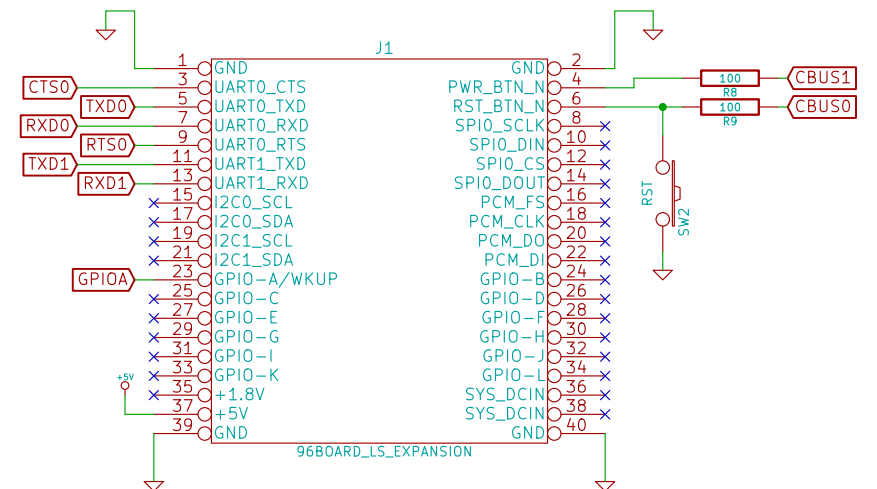 J1
1 GND GND 2
CTS0 3 UART0_CTS PWR_BTN_N 4 100 CBUS1
R8
TXD0 5 UART0_TXD RST_BTN_N 6 100 CBUS0
R9
RXD0 7 UART0_RXD SPI0_SCLK 8
RTS0 9 UART0_RTS SPI0_DIN 10
TXD1 11 UART1_TXD SPI0_CS 12
RXD1 13 UART1_RXD SPI0_DOUT 14
RST
SW2
15 I2C0_SCL PCM_FS 16
17 I2C0_SDA PCM_CLK 18
19 I2C1_SCL PCM_DO 20
21 I2C1_SDA PCM_DI 22
GPIOA 23 GPIO-A/WKUP GPIO-B 24
25 GPIO-C GPIO-D 26
27 GPIO-E GPIO-F 28
29 GPIO-G GPIO-H 30
31 GPIO-I GPIO-J 32
33 GPIO-K GPIO-L 34
+5V
35 +1.8V SYS_DCIN 36
37 +5V SYS_DCIN 38
39 GND GND 40
96BOARD_LS_EXPANSION